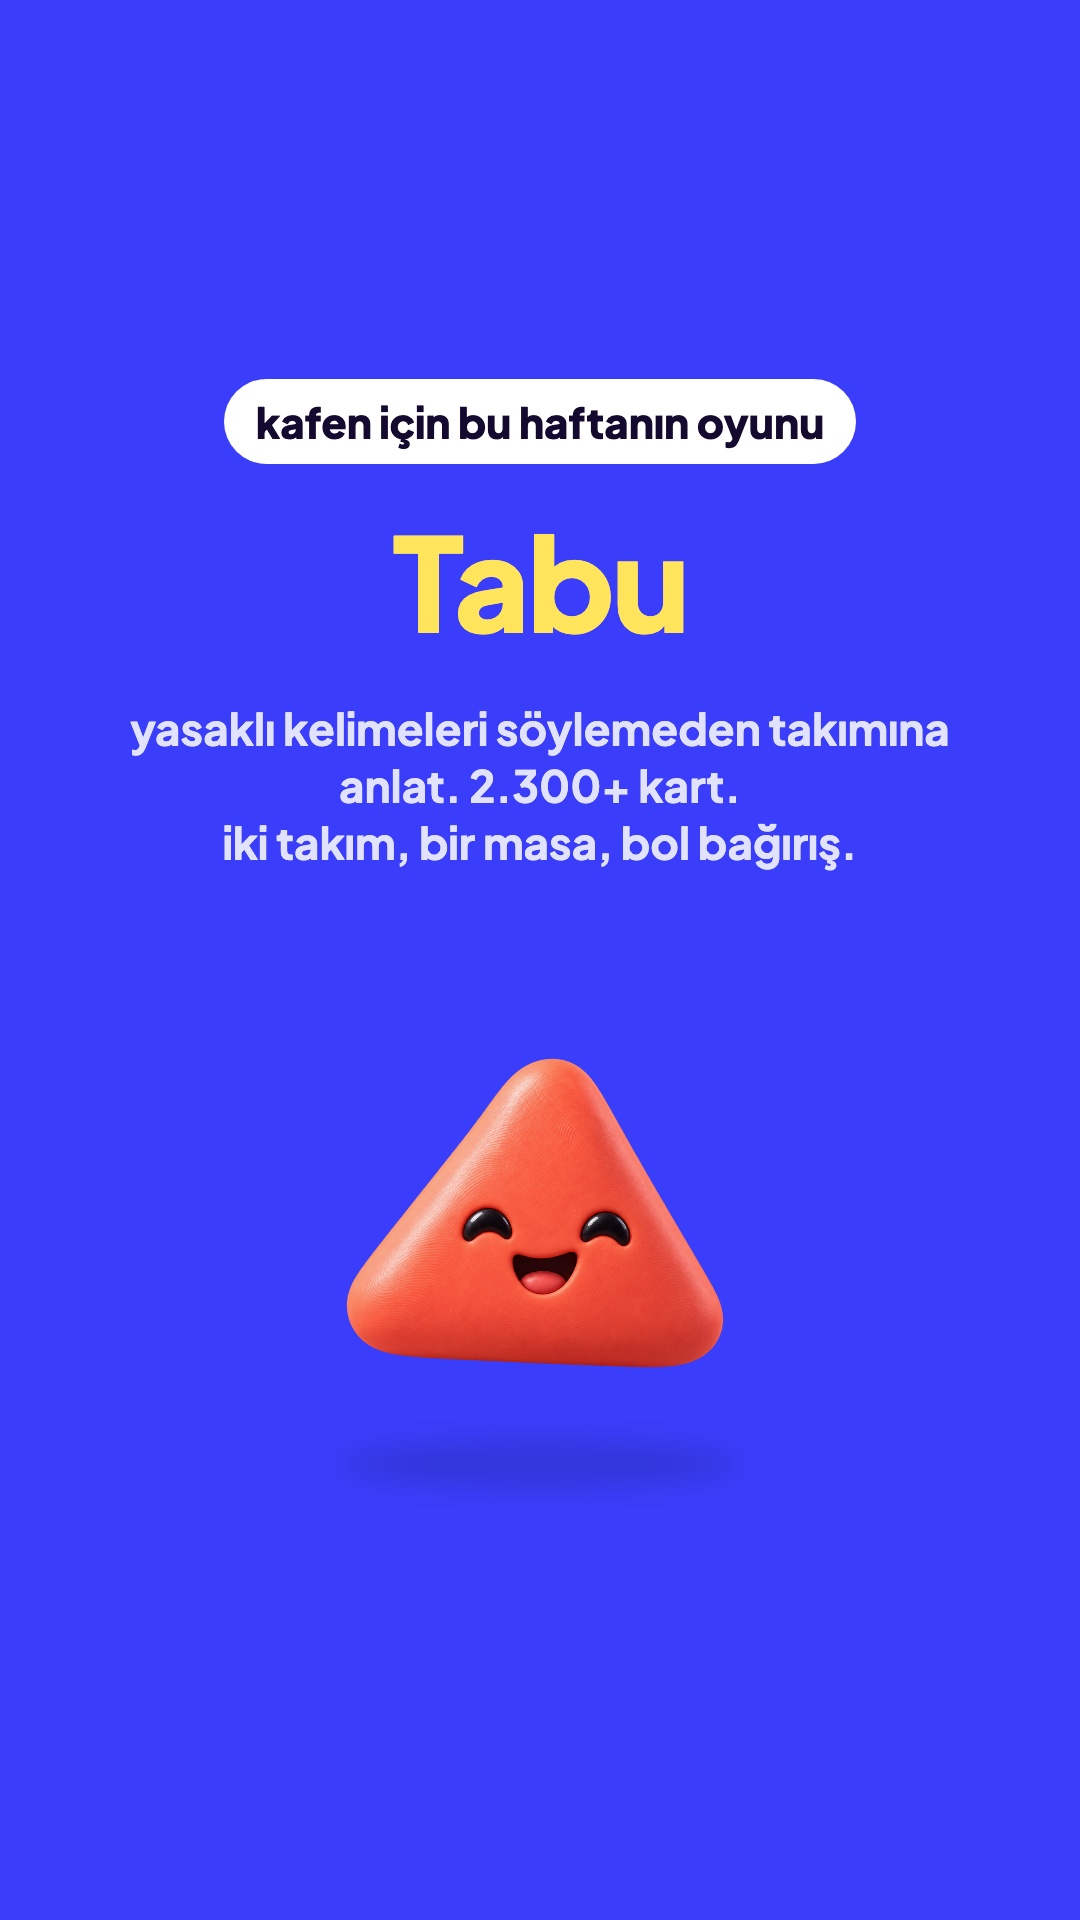 kafen için bu haftanın oyunu
Tabu
yasaklı kelimeleri söylemeden takımına
anlat. 2.300+ kart.
iki takım, bir masa, bol bağırış.